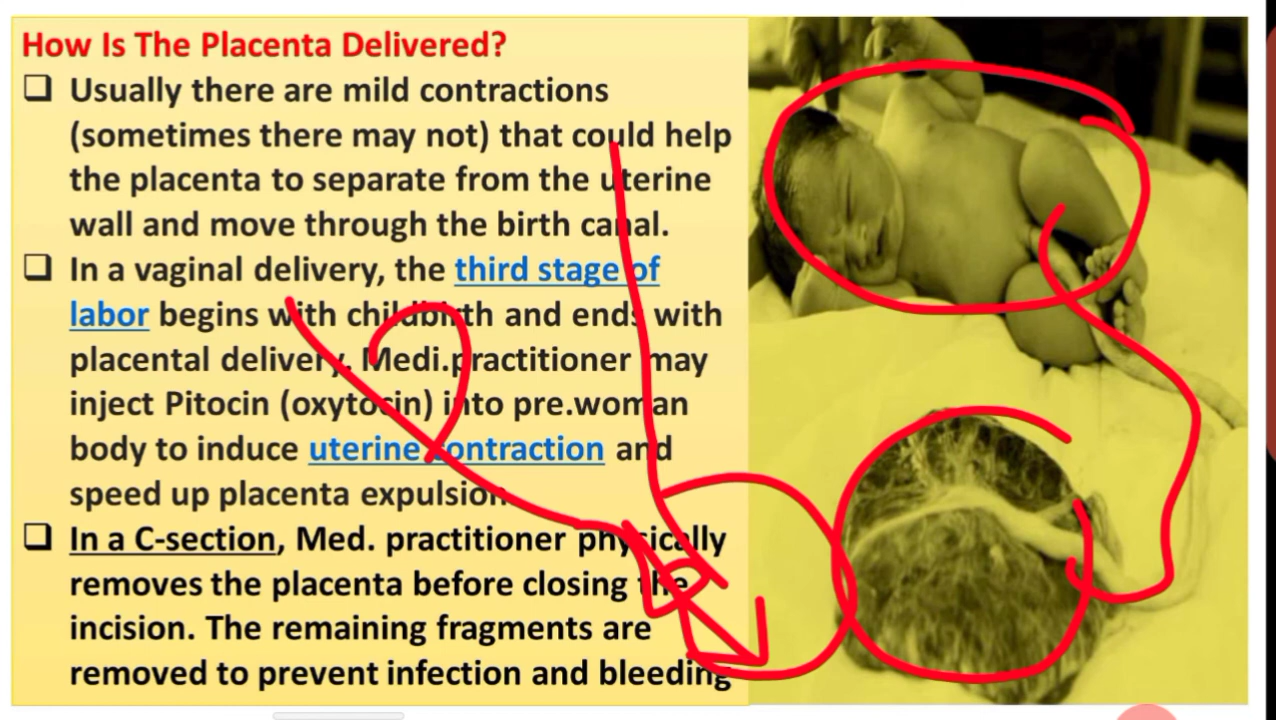 How Is The Placenta Delivered?
❑ Usually there are mild contractions
(sometimes there may not) that could help
the placenta to separate from the uterine
wall and move through the birth canal.
❑ In a vaginal delivery, the third stage of
labor begins with childbirth and ends with
placental delivery. Medi.practitioner may
inject Pitocin (oxytocin) into pre.woman
body to induce uterine contraction and
speed up placenta expulsion.
❑ In a C-section, Med. practitioner physically
removes the placenta before closing the
incision. The remaining fragments are
removed to prevent infection and bleeding